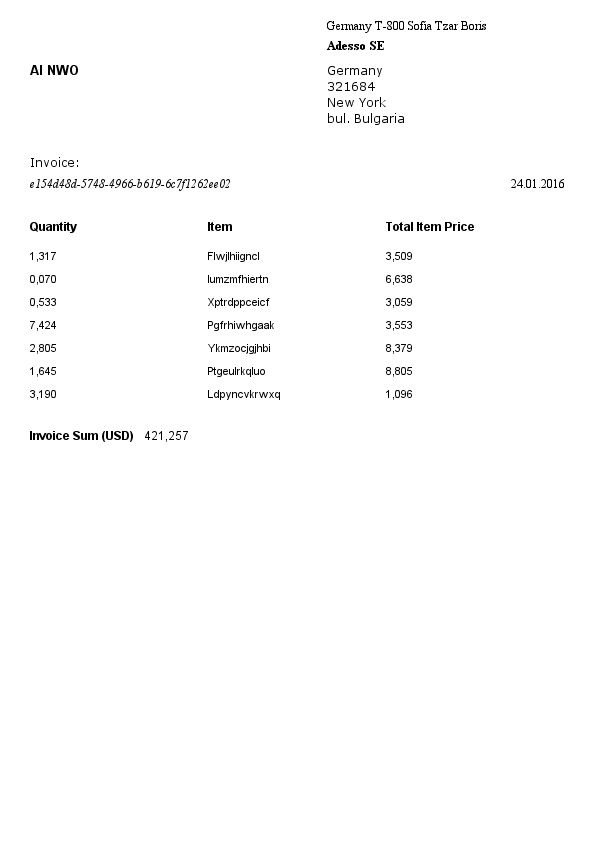 Germany T-800 Sofia Tzar Boris
Adesso SE
AI NWO
Germany
321684
New York
bul. Bulgaria
Invoice:
e154d48d-5748-4966-b619-6c7f1262ee02 24.01.2016
Quantity Item Total Item Price
1,317 Flwjlhiigncl 3,509
0,070 Iumzmfhiertn 6,638
0,533 Xptrdppceicf 3,059
7,424 Pgfrhiwhgaak 3,553
2,805 Ykmzocjgjhbi 8,379
1,645 Ptgeulrkqluo 8,805
3,190 Ldpyncvkrwxq 1,096
Invoice Sum (USD) 421,257